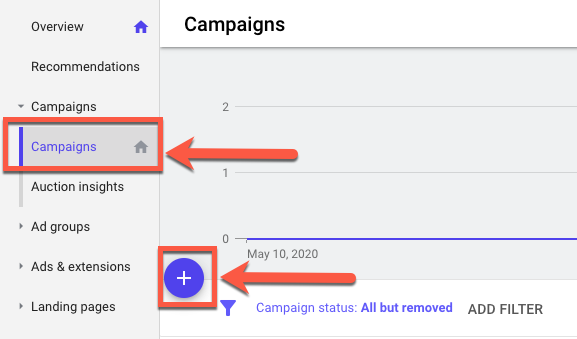 Overview
Recommendations
Campaigns
Campaigns
Auction insights
Ad groups
Ads & extensions
Landing pages
Campaigns
2
1
0
May 10, 2020
+
Campaign status: All but removed ADD FILTER